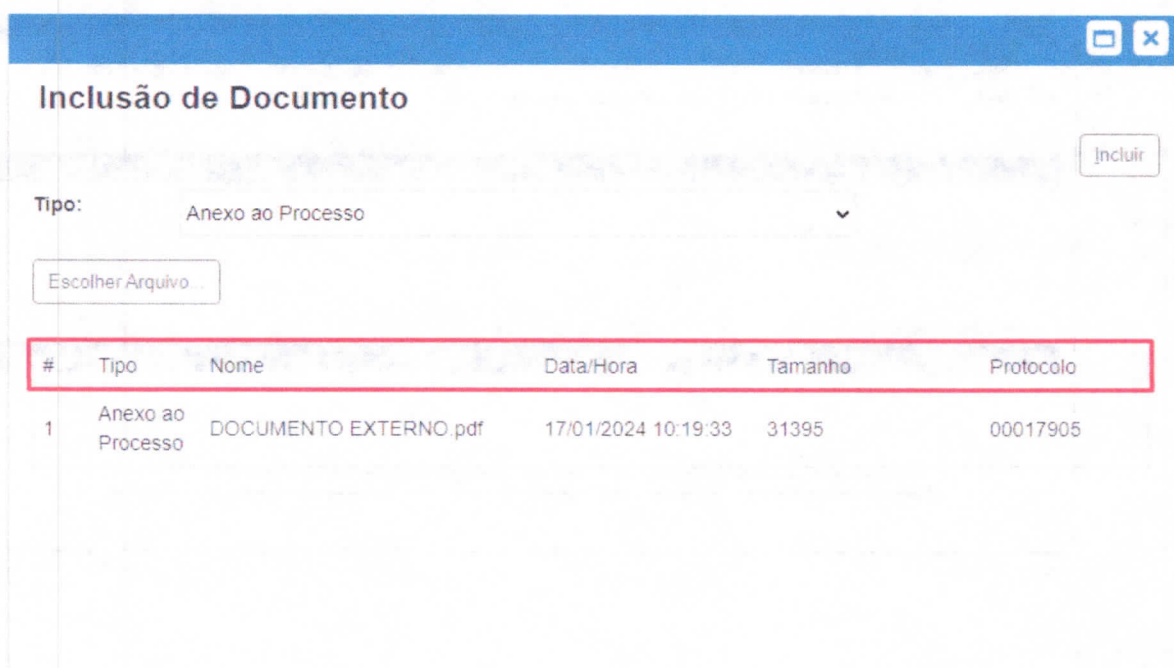 Inclusão de Documento
Incluir
Tipo: Anexo ao Processo
Escolher Arquivo...
# Tipo Nome Data/Hora Tamanho Protocolo
1 Anexo ao Processo DOCUMENTO EXTERNO.pdf 17/01/2024 10:19:33 31395 00017905